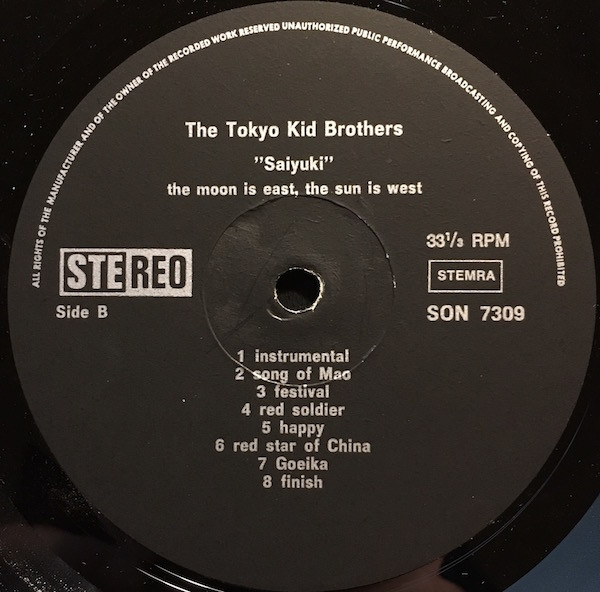 ALL RIGHTS OF THE MANUFACTURER AND OF THE OWNER OF THE RECORDED WORK RESERVED UNAUTHORIZED PUBLIC PERFORMANCE BROADCASTING AND COPYING OF THIS RECORD PROHIBITED
The Tokyo Kid Brothers
"Saiyuki"
the moon is east, the sun is west
STEREO
Side B
33 1/3 RPM
STEMRA
SON 7309
1 instrumental
2 song of Mao
3 festival
4 red soldier
5 happy
6 red star of China
7 Goeika
8 finish